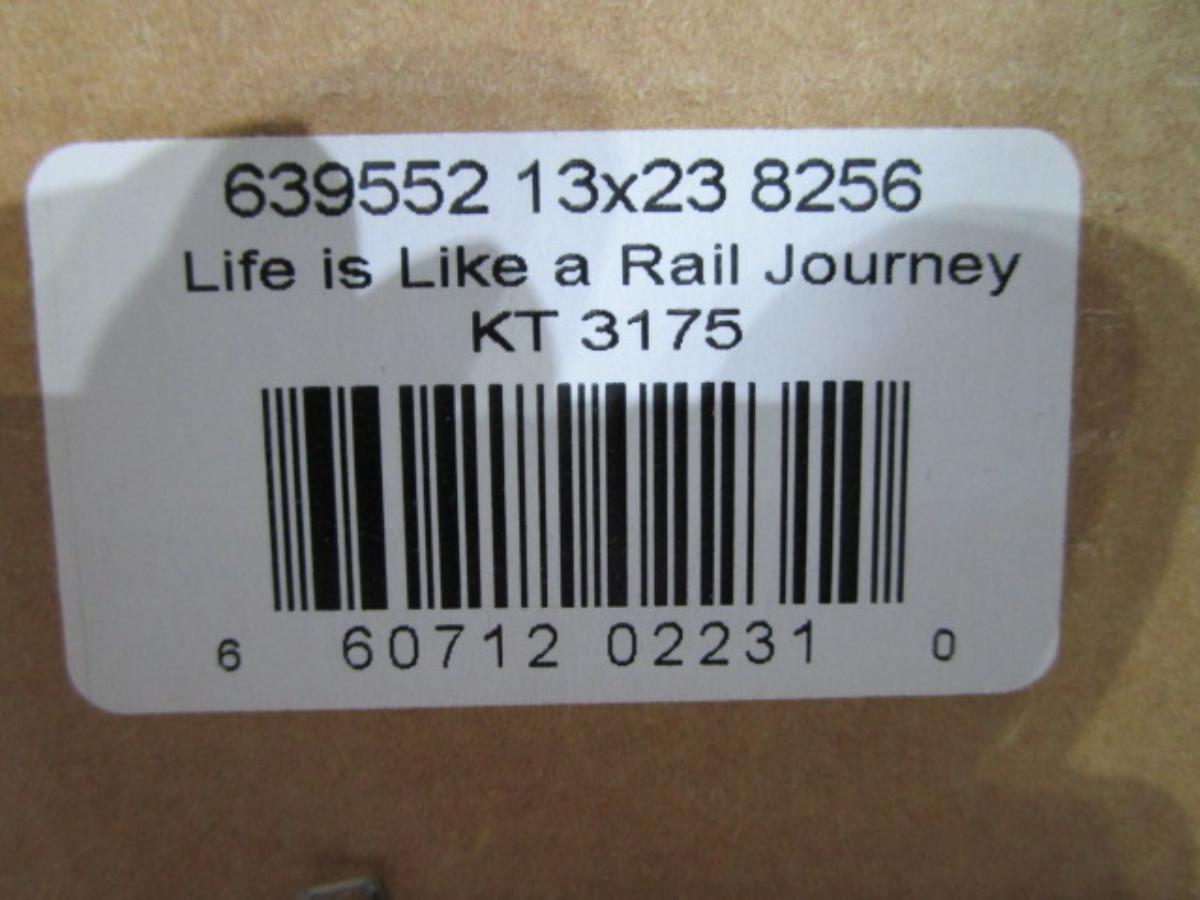 639552 13x23 8256
Life is Like a Rail Journey
KT 3175
6 60712 02231 0